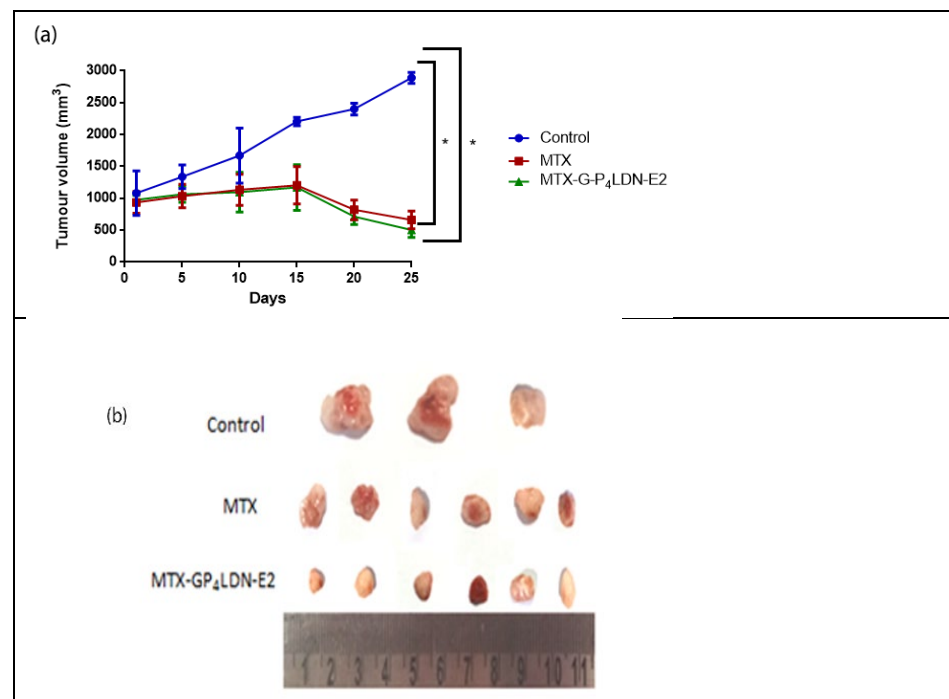 (a)
Tumour volume (mm³)
3000
2500
2000
1500
1000
500
0
0 5 10 15 20 25
Days
* *
Control
MTX
MTX-G-P₄LDN-E2
(b)
Control
MTX
MTX-GP₄LDN-E2
1 2 3 4 5 6 7 8 9 10 11